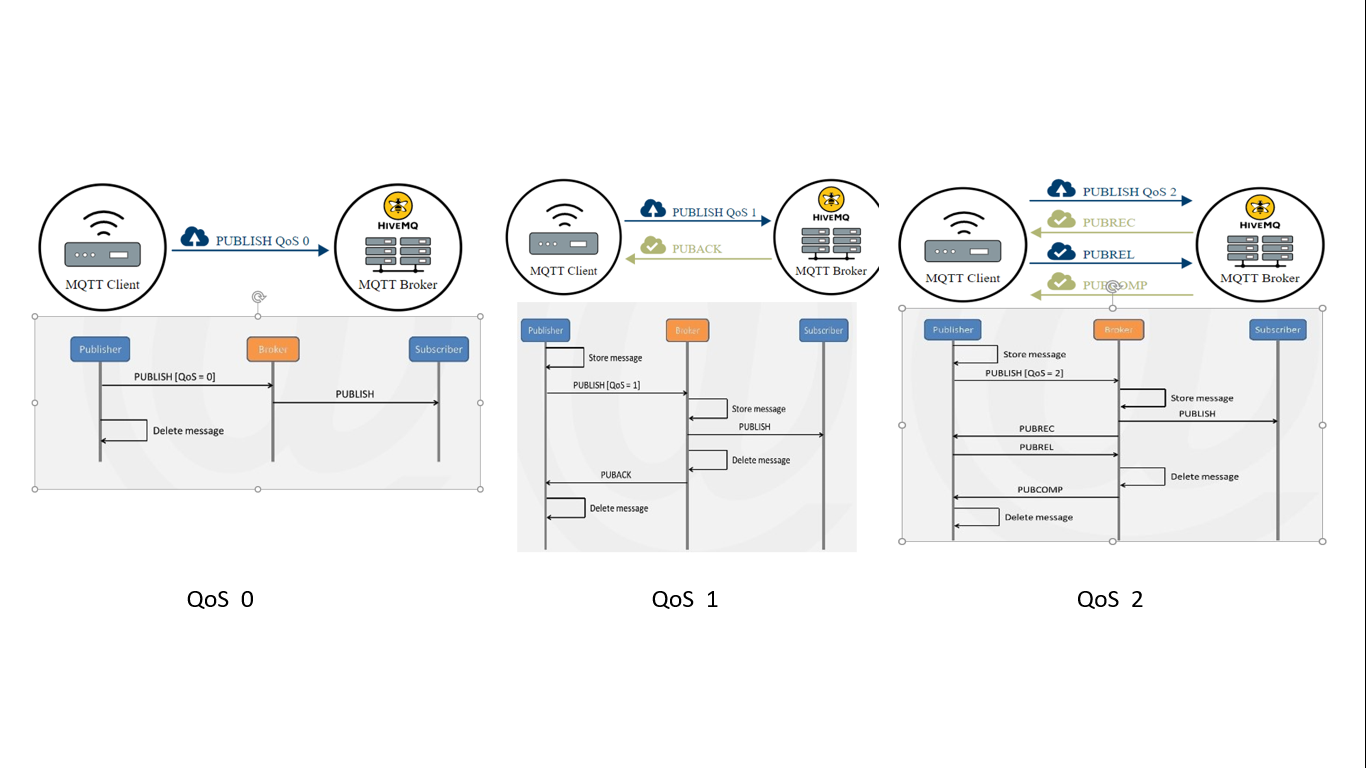 PUBLISH QoS 0
HIVEMQ
MQTT Client
MQTT Broker
Publisher
Broker
Subscriber
PUBLISH [QoS = 0]
PUBLISH
Delete message
QoS 0
PUBLISH QoS 1
PUBACK
HIVEMQ
MQTT Client
MQTT Broker
Publisher
Broker
Subscriber
Store message
PUBLISH [QoS = 1]
Store message
PUBLISH
Delete message
PUBACK
Delete message
QoS 1
PUBLISH QoS 2
PUBREC
PUBREL
PUBCOMP
HIVEMQ
MQTT Client
MQTT Broker
Publisher
Broker
Subscriber
Store message
PUBLISH [QoS = 2]
Store message
PUBLISH
PUBREC
PUBREL
Delete message
PUBCOMP
Delete message
QoS 2